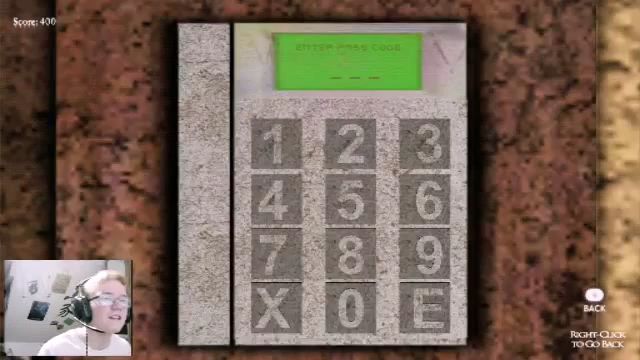 Score: 400
ENTER PASS CODE
_ _ _
1 2 3
4 5 6
7 8 9
X 0 E
BACK
RIGHT-CLICK
TO GO BACK